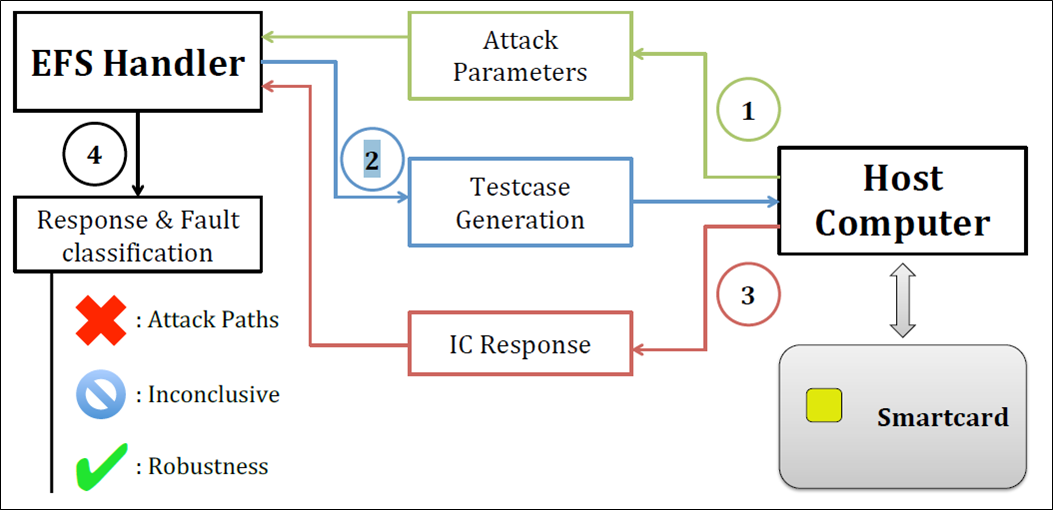 EFS Handler
Attack
Parameters
1
2
4
Testcase
Generation
Host
Computer
Response & Fault
classification
3
IC Response
: Attack Paths
: Inconclusive
: Robustness
Smartcard